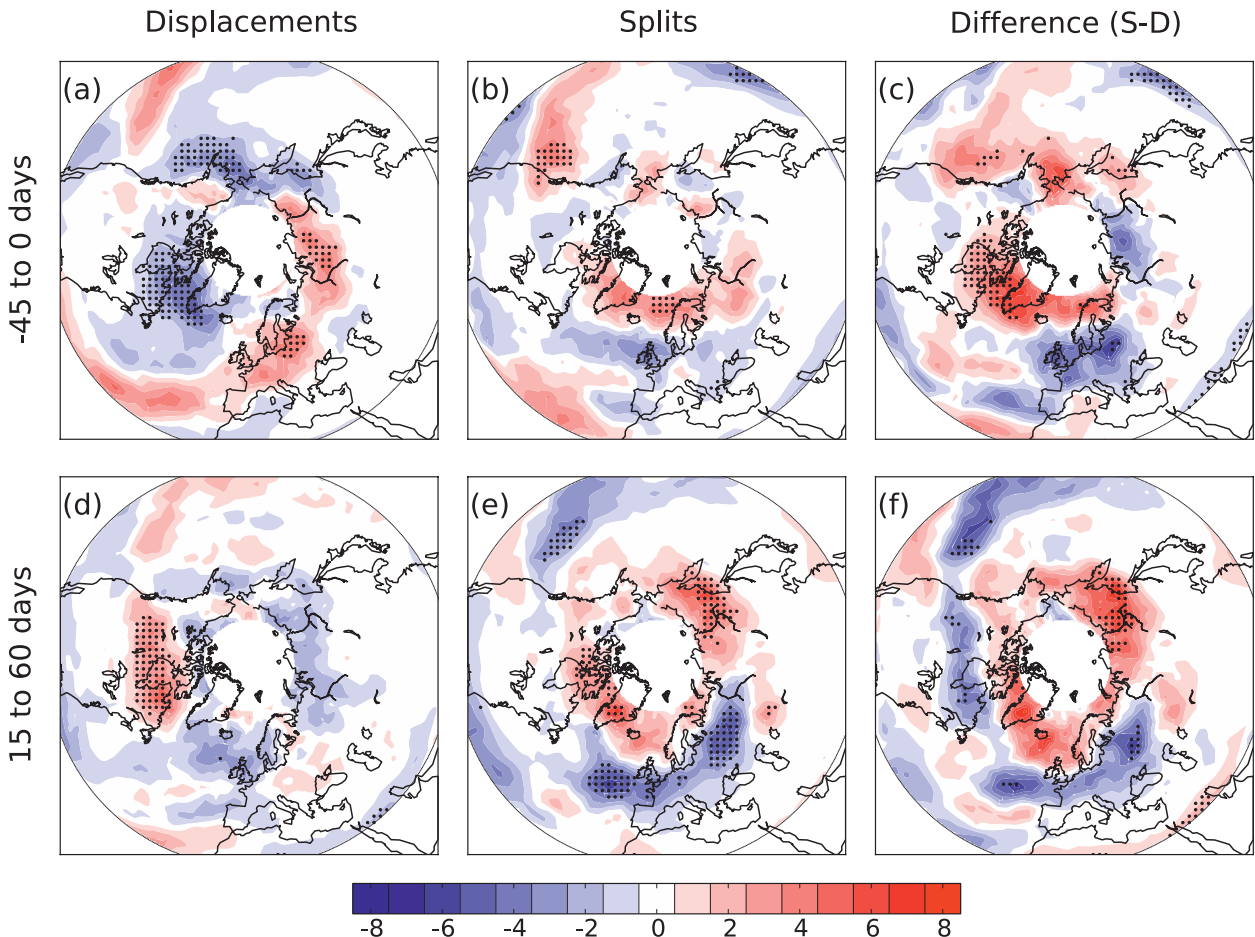 Displacements Splits Difference (S-D)
-45 to 0 days
(a) (b) (c)
15 to 60 days
(d) (e) (f)
-8 -6 -4 -2 0 2 4 6 8